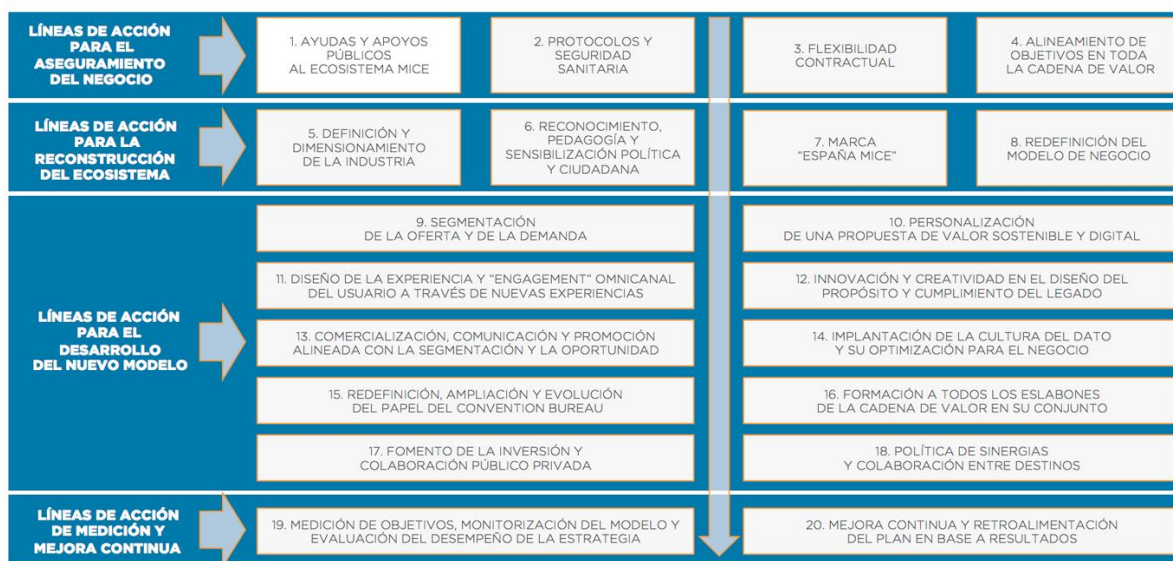 LÍNEAS DE ACCIÓN
PARA EL
ASEGURAMIENTO
DEL NEGOCIO
1. AYUDAS Y APOYOS
PÚBLICOS
AL ECOSISTEMA MICE
2. PROTOCOLOS Y
SEGURIDAD
SANITARIA
3. FLEXIBILIDAD
CONTRACTUAL
4. ALINEAMIENTO DE
OBJETIVOS EN TODA
LA CADENA DE VALOR
LÍNEAS DE ACCIÓN
PARA LA
RECONSTRUCCIÓN
DEL ECOSISTEMA
5. DEFINICIÓN Y
DIMENSIONAMIENTO
DE LA INDUSTRIA
6. RECONOCIMIENTO,
PEDAGOGÍA Y
SENSIBILIZACIÓN POLÍTICA
Y CIUDADANA
7. MARCA
"ESPAÑA MICE"
8. REDEFINICIÓN DEL
MODELO DE NEGOCIO
LÍNEAS DE ACCIÓN
PARA EL
DESARROLLO
DEL NUEVO MODELO
9. SEGMENTACIÓN
DE LA OFERTA Y DE LA DEMANDA
10. PERSONALIZACIÓN
DE UNA PROPUESTA DE VALOR SOSTENIBLE Y DIGITAL
11. DISEÑO DE LA EXPERIENCIA Y "ENGAGEMENT" OMNICANAL
DEL USUARIO A TRAVÉS DE NUEVAS EXPERIENCIAS
12. INNOVACIÓN Y CREATIVIDAD EN EL DISEÑO DEL
PROPÓSITO Y CUMPLIMIENTO DEL LEGADO
13. COMERCIALIZACIÓN, COMUNICACIÓN Y PROMOCIÓN
ALINEADA CON LA SEGMENTACIÓN Y LA OPORTUNIDAD
14. IMPLANTACIÓN DE LA CULTURA DEL DATO
Y SU OPTIMIZACIÓN PARA EL NEGOCIO
15. REDEFINICIÓN, AMPLIACIÓN Y EVOLUCIÓN
DEL PAPEL DEL CONVENTION BUREAU
16. FORMACIÓN A TODOS LOS ESLABONES
DE LA CADENA DE VALOR EN SU CONJUNTO
17. FOMENTO DE LA INVERSIÓN Y
COLABORACIÓN PÚBLICO PRIVADA
18. POLÍTICA DE SINERGIAS
Y COLABORACIÓN ENTRE DESTINOS
LÍNEAS DE ACCIÓN
DE MEDICIÓN Y
MEJORA CONTINUA
19. MEDICIÓN DE OBJETIVOS, MONITORIZACIÓN DEL MODELO Y
EVALUACIÓN DEL DESEMPEÑO DE LA ESTRATEGIA
20. MEJORA CONTINUA Y RETROALIMENTACIÓN
DEL PLAN EN BASE A RESULTADOS